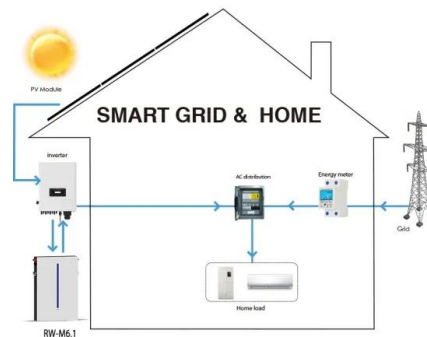 PV Module
SMART GRID & HOME
Inverter
AC distribution
Energy meter
Grid
Home load
RW-M6.1